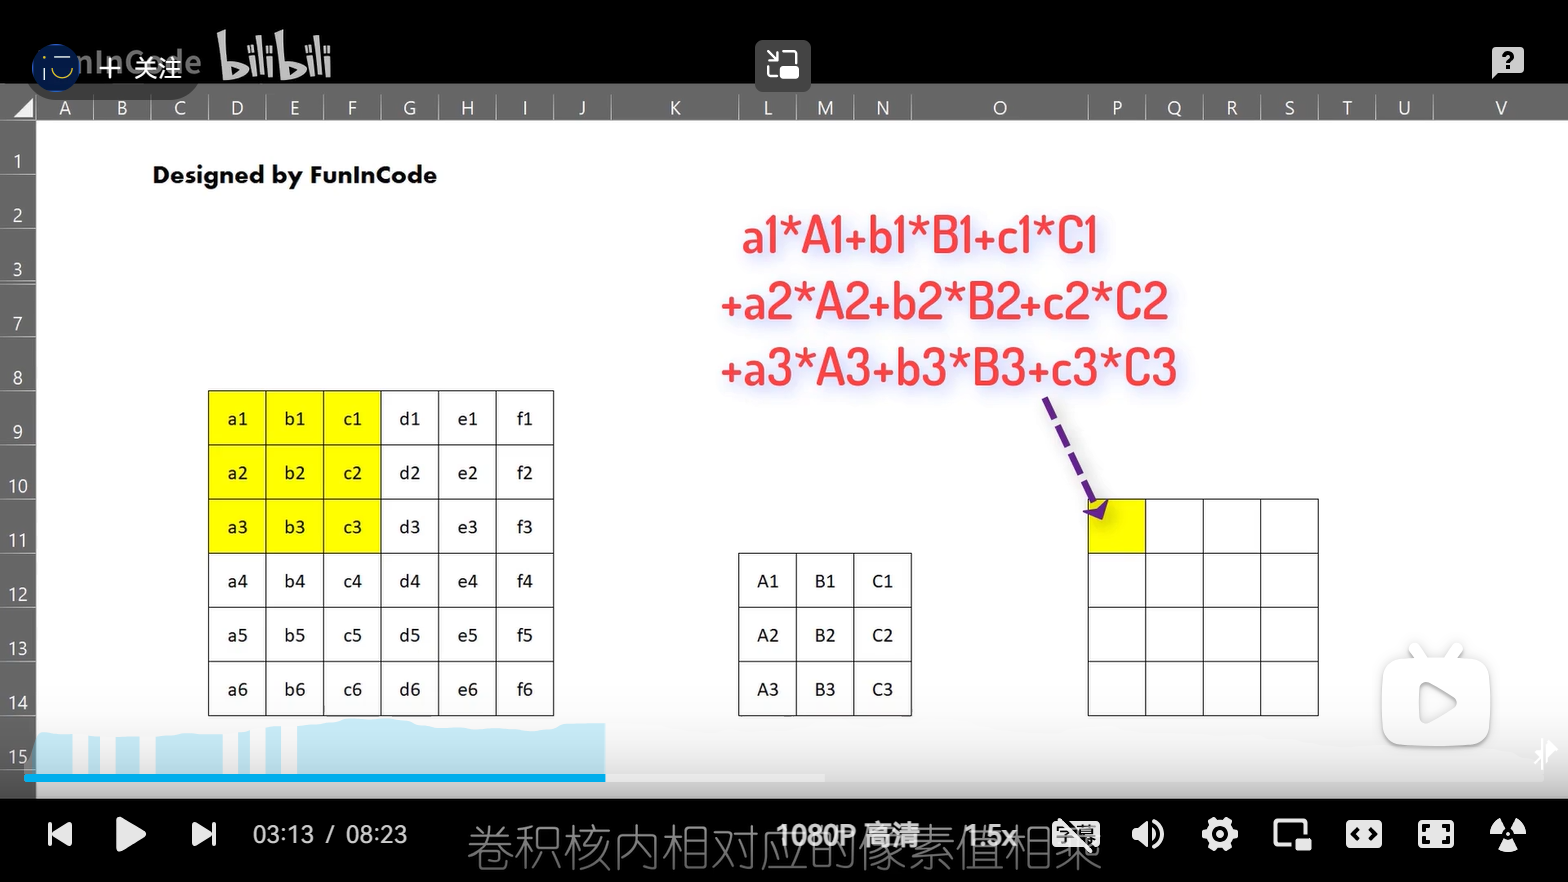 FunInCode bilibili
+ 关注
A B C D E F G H I J K L M N O P Q R S T U V
1
Designed by FunInCode
2
a1*A1+b1*B1+c1*C1
3
+a2*A2+b2*B2+c2*C2
7
+a3*A3+b3*B3+c3*C3
8
9 a1 b1 c1 d1 e1 f1
10 a2 b2 c2 d2 e2 f2
11 a3 b3 c3 d3 e3 f3
12 a4 b4 c4 d4 e4 f4 A1 B1 C1
13 a5 b5 c5 d5 e5 f5 A2 B2 C2
14 a6 b6 c6 d6 e6 f6 A3 B3 C3
15
03:13 / 08:23 1080P 高清 1.5x 字幕
卷积核内相对应的像素值相乘